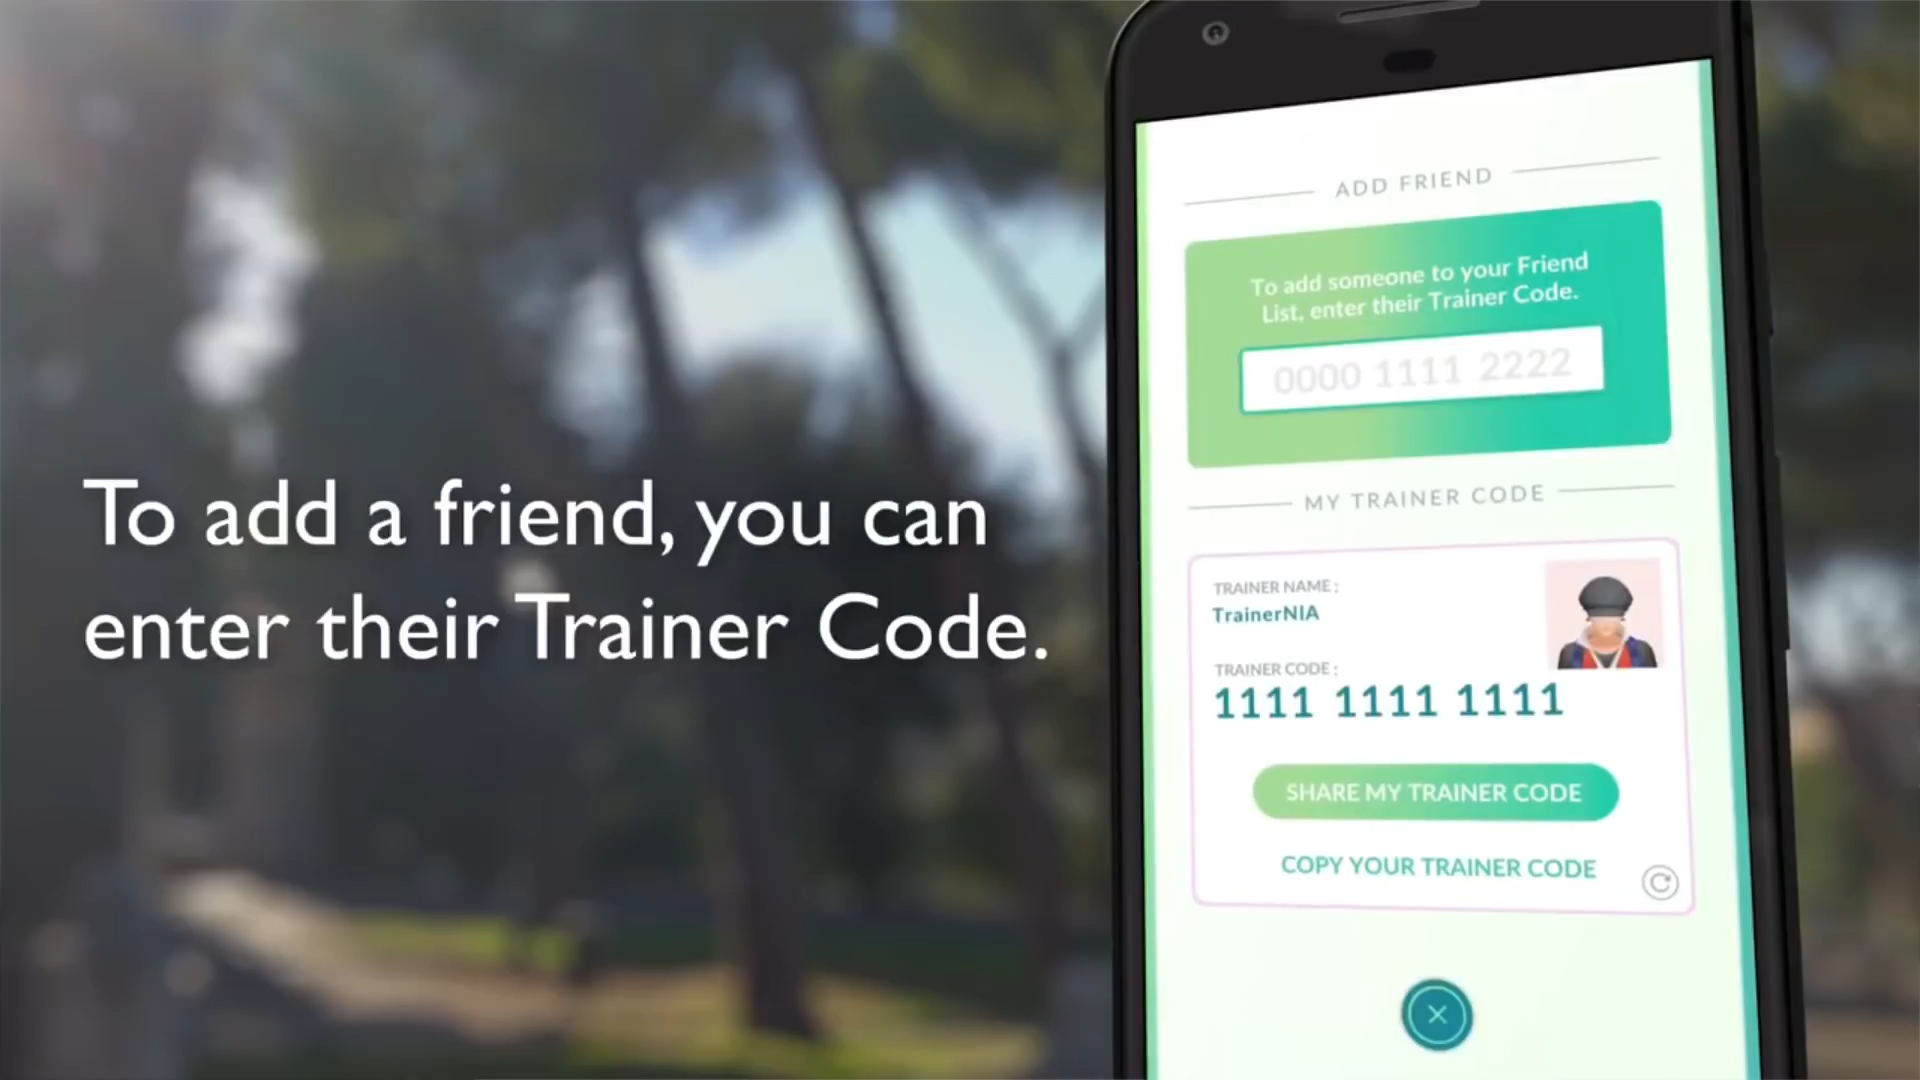 To add a friend, you can
enter their Trainer Code.
ADD FRIEND
To add someone to your Friend
List, enter their Trainer Code.
0000 1111 2222
MY TRAINER CODE
TRAINER NAME :
TrainerNIA
TRAINER CODE :
1111 1111 1111
SHARE MY TRAINER CODE
COPY YOUR TRAINER CODE